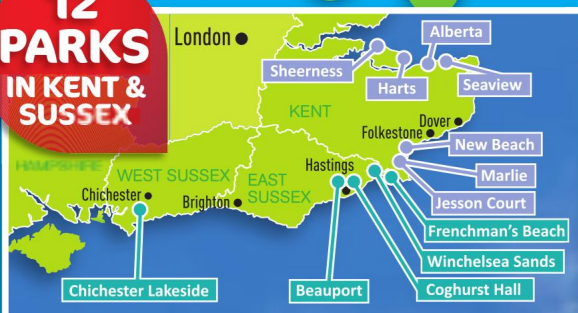 12
PARKS
IN KENT &
SUSSEX
London
Alberta
Sheerness
Harts
Seaview
KENT
Dover
Folkestone
New Beach
HAMPSHIRE
WEST SUSSEX
EAST
SUSSEX
Hastings
Marlie
Chichester
Brighton
Jesson Court
Frenchman's Beach
Winchelsea Sands
Chichester Lakeside
Beauport
Coghurst Hall